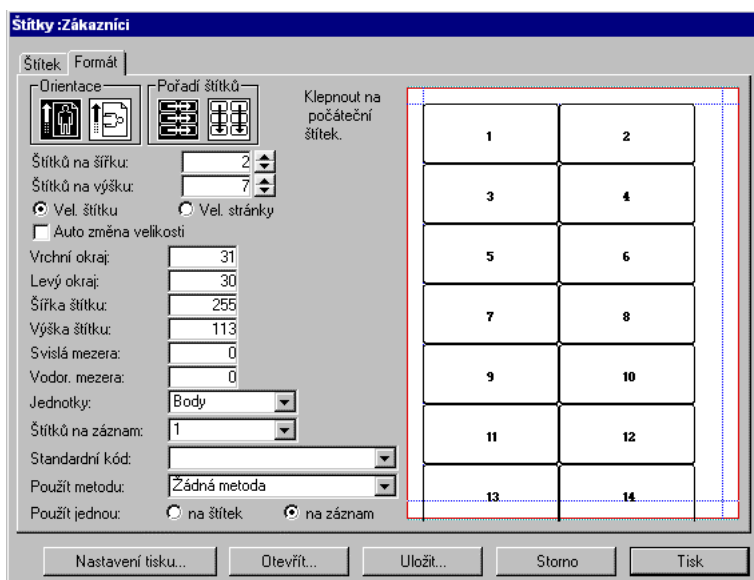 Štítky :Zákazníci
Štítek Formát
Orientace Pořadí štítků
Klepnout na
počáteční
štítek.
Štítků na šířku: 2
Štítků na výšku: 7
Vel. štítku Vel. stránky
Auto změna velikosti
Vrchní okraj: 31
Levý okraj: 30
Šířka štítku: 255
Výška štítku: 113
Svislá mezera: 0
Vodor. mezera: 0
Jednotky: Body
Štítků na záznam: 1
Standardní kód:
Použít metodu: Žádná metoda
Použít jednou: na štítek na záznam
1 2
3 4
5 6
7 8
9 10
11 12
13 14
Nastavení tisku... Otevřít... Uložit... Storno Tisk